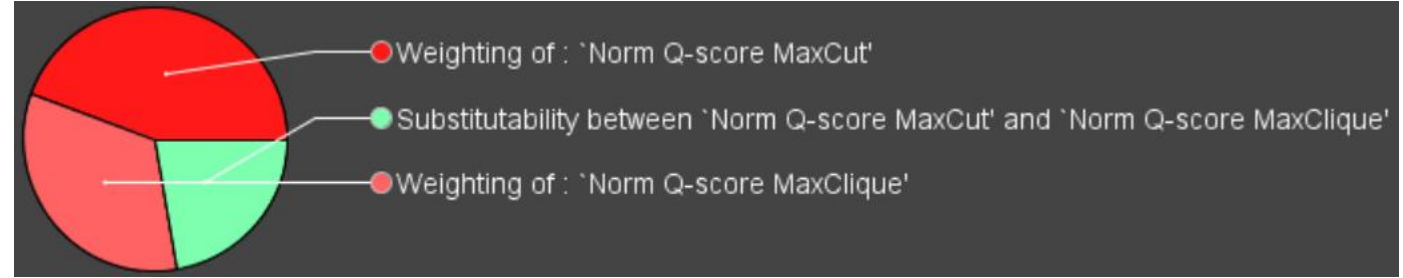 Weighting of : `Norm Q-score MaxCut'
Substitutability between `Norm Q-score MaxCut' and `Norm Q-score MaxClique'
Weighting of : `Norm Q-score MaxClique'